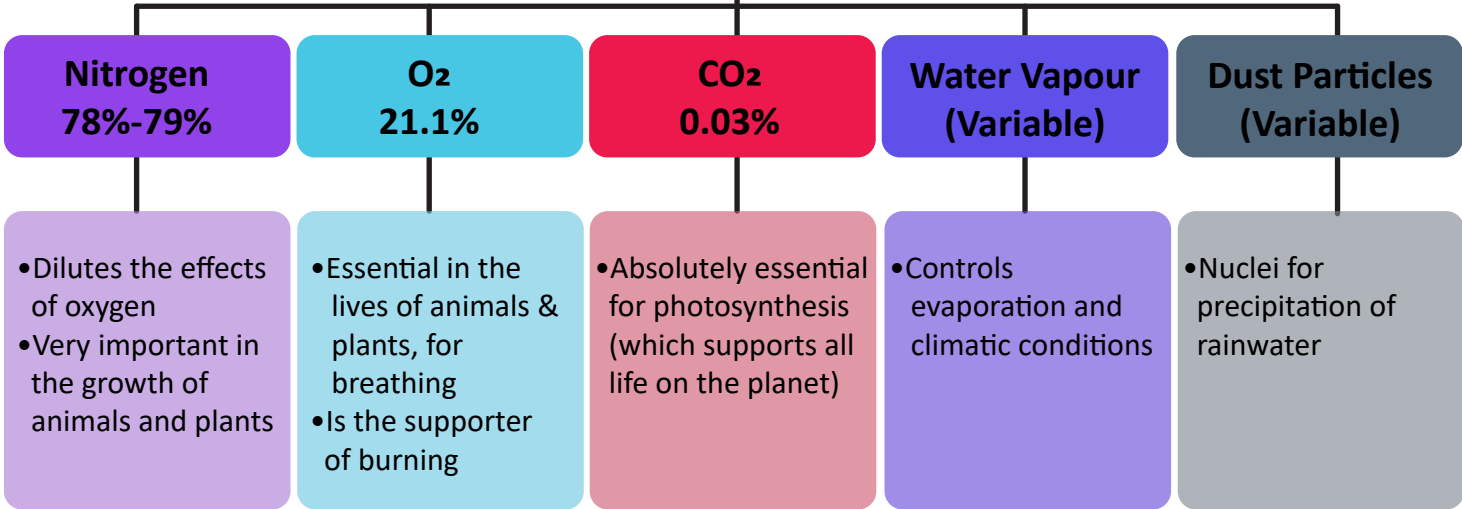 Nitrogen
78%-79%
O₂
21.1%
CO₂
0.03%
Water Vapour
(Variable)
Dust Particles
(Variable)
•Dilutes the effects
of oxygen
•Very important in
the growth of
animals and plants
•Essential in the
lives of animals &
plants, for
breathing
•Is the supporter
of burning
•Absolutely essential
for photosynthesis
(which supports all
life on the planet)
•Controls
evaporation and
climatic conditions
•Nuclei for
precipitation of
rainwater